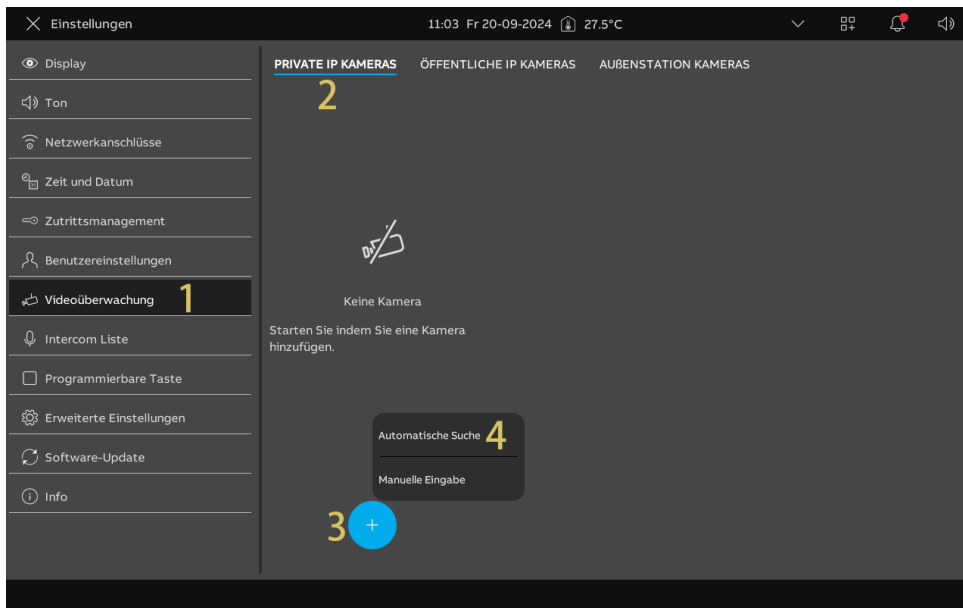 Einstellungen
11:03 Fr 20-09-2024 27.5°C
Display
Ton
Netzwerkanschlüsse
Zeit und Datum
Zutrittsmanagement
Benutzereinstellungen
Videoüberwachung 1
Intercom Liste
Programmierbare Taste
Erweiterte Einstellungen
Software-Update
Info
PRIVATE IP KAMERAS ÖFFENTLICHE IP KAMERAS AUßENSTATION KAMERAS
2
Keine Kamera
Starten Sie indem Sie eine Kamera
hinzufügen.
Automatische Suche 4
Manuelle Eingabe
3 +